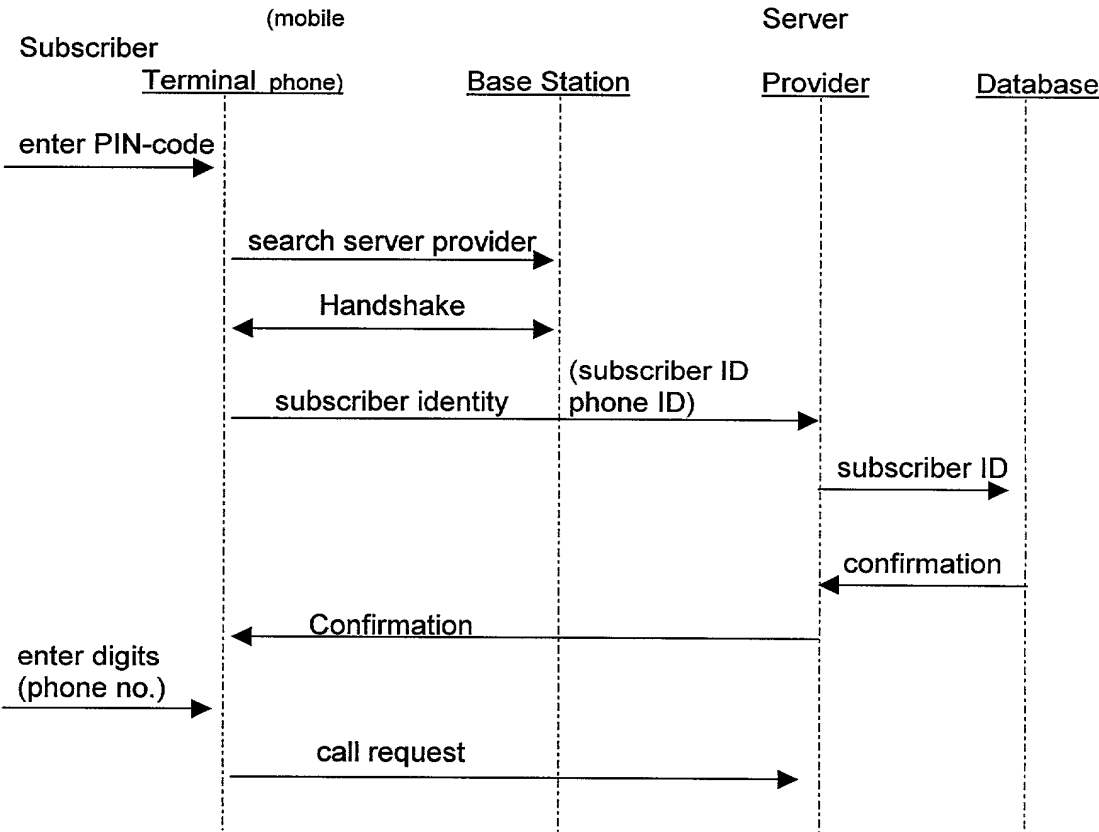 (mobile
Server
Subscriber
Terminal phone)
Base Station
Provider
Database
enter PIN-code
search server provider
Handshake
(subscriber ID
subscriber identity
phone ID)
subscriber ID
confirmation
Confirmation
enter digits
(phone no.)
call request